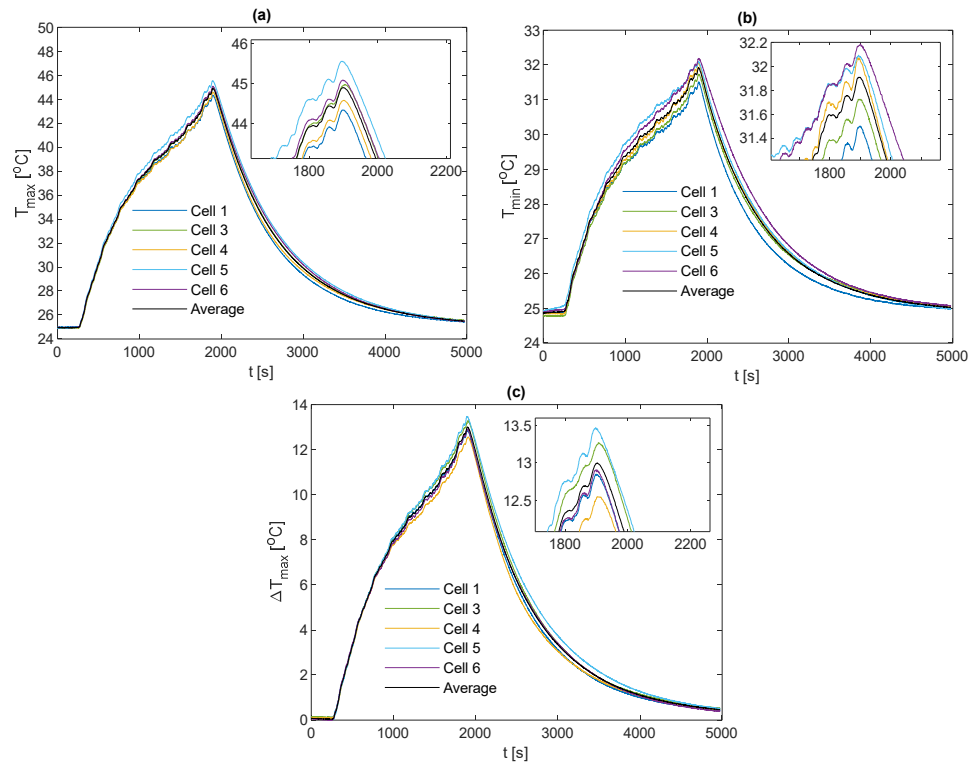 (a)
50
48
46
44
42
40
38
36
34
32
30
28
26
24
T_max [°C]
0 1000 2000 3000 4000 5000
t [s]
46
45
44
1800 2000 2200
Cell 1
Cell 3
Cell 4
Cell 5
Cell 6
Average
(b)
33
32
31
30
29
28
27
26
25
24
T_min [°C]
0 1000 2000 3000 4000 5000
t [s]
32.2
32
31.8
31.6
31.4
1800 2000
Cell 1
Cell 3
Cell 4
Cell 5
Cell 6
Average
(c)
14
12
10
8
6
4
2
0
Δ T_max [°C]
0 1000 2000 3000 4000 5000
t [s]
13.5
13
12.5
1800 2000 2200
Cell 1
Cell 3
Cell 4
Cell 5
Cell 6
Average